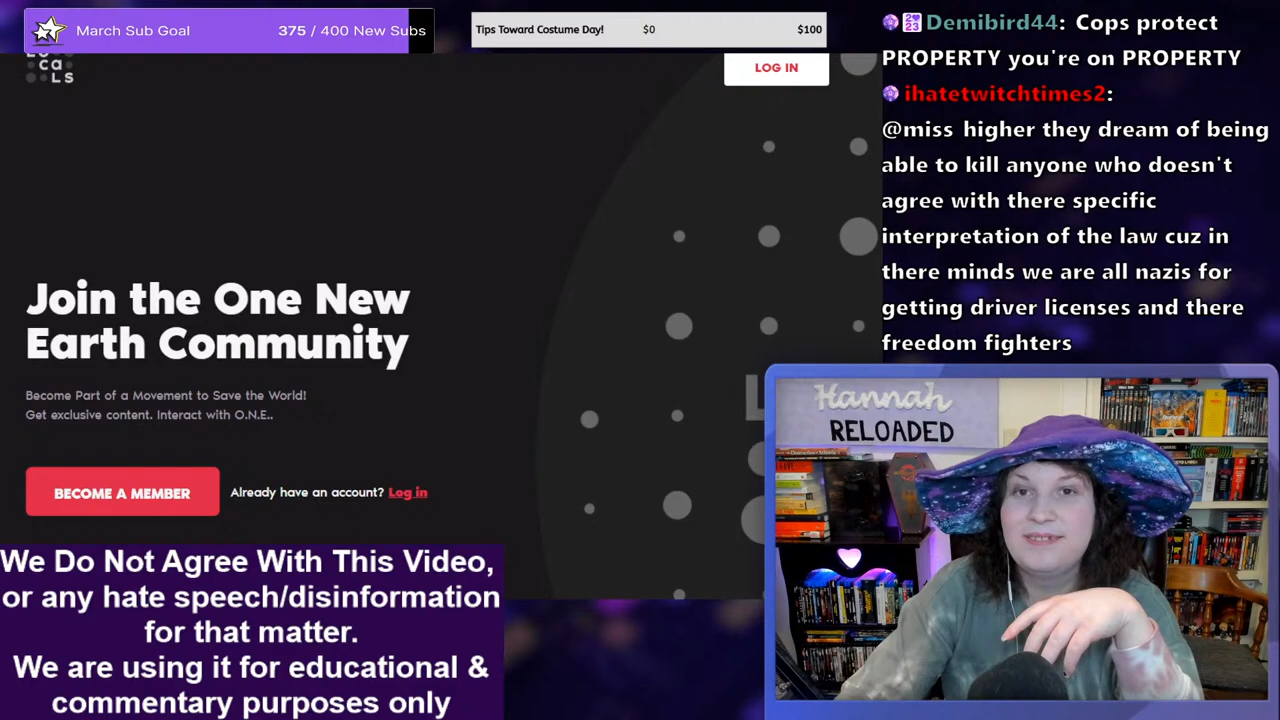 March Sub Goal
375 / 400 New Subs
Tips Toward Costume Day!
$0
$100
ca
LS
LOG IN
Join the One New
Earth Community
Become Part of a Movement to Save the World!
Get exclusive content. Interact with O.N.E..
BECOME A MEMBER
Already have an account? Log in
L
We Do Not Agree With This Video,
or any hate speech/disinformation
for that matter.
We are using it for educational &
commentary purposes only
Demibird44: Cops protect
PROPERTY you're on PROPERTY
ihatetwitchtimes2:
@miss higher they dream of being
able to kill anyone who doesn't
agree with there specific
interpretation of the law cuz in
there minds we are all nazis for
getting driver licenses and there
freedom fighters
Hannah
RELOADED